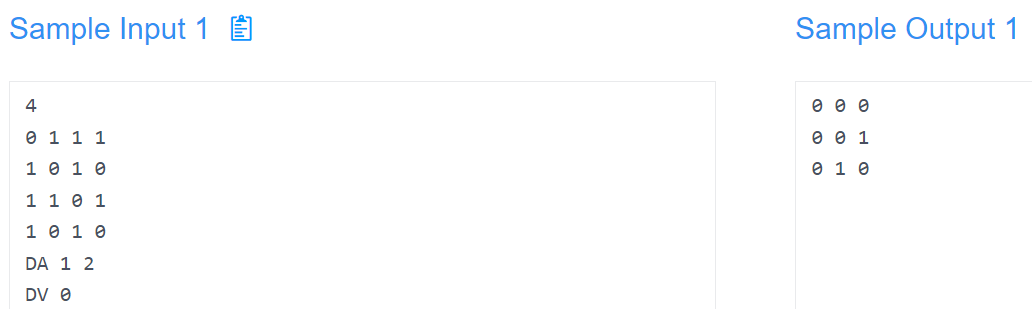 Sample Input 1
Sample Output 1
4
0 1 1 1
1 0 1 0
1 1 0 1
1 0 1 0
DA 1 2
DV 0
0 0 0
0 0 1
0 1 0